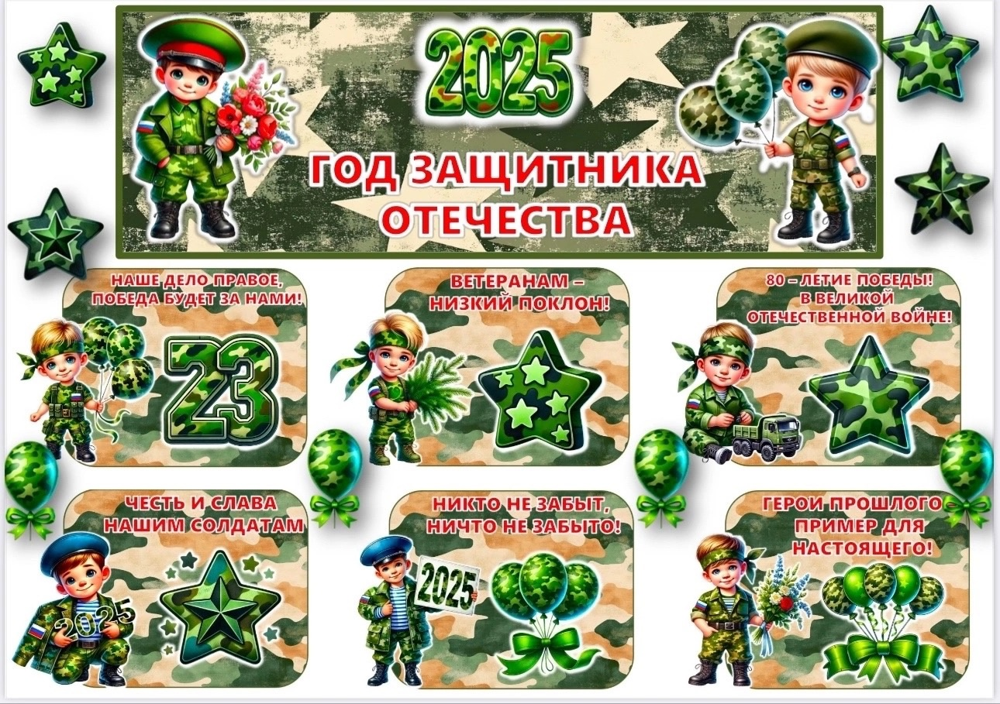 2025
ГОД ЗАЩИТНИКА
ОТЕЧЕСТВА
НАШЕ ДЕЛО ПРАВОЕ,
ПОБЕДА БУДЕТ ЗА НАМИ!
23
ВЕТЕРАНАМ –
НИЗКИЙ ПОКЛОН!
80 – ЛЕТИЕ ПОБЕДЫ!
В ВЕЛИКОЙ
ОТЕЧЕСТВЕННОЙ ВОЙНЕ!
ЧЕСТЬ И СЛАВА
НАШИМ СОЛДАТАМ
2025
НИКТО НЕ ЗАБЫТ,
НИЧТО НЕ ЗАБЫТО!
2025
ГЕРОИ ПРОШЛОГО
ПРИМЕР ДЛЯ
НАСТОЯЩЕГО!